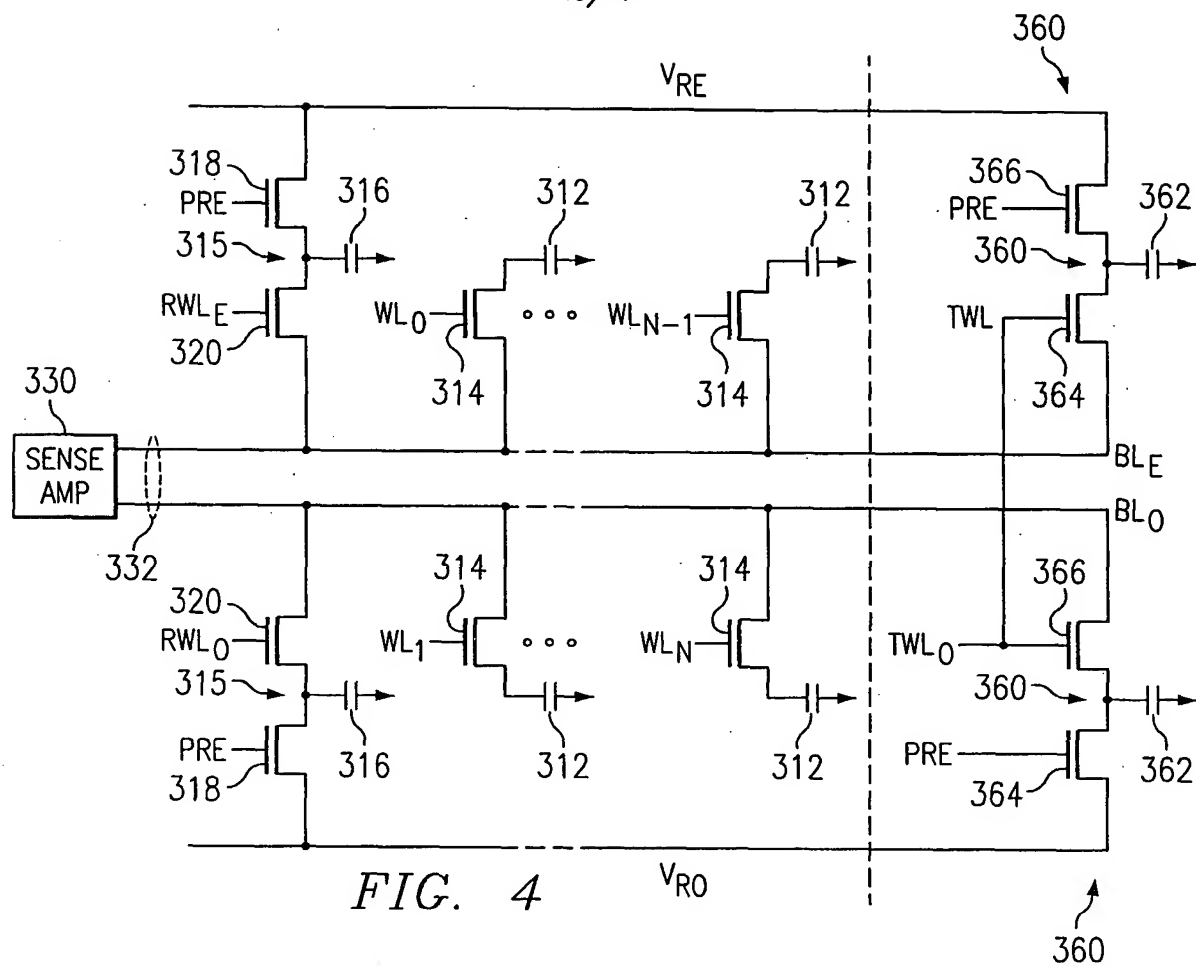 360
V_RE
318
PRE
316
312
312
366
PRE
362
315
360
RWL_E
WL_0
○ ○ ○
WL_N-1
TWL
320
314
314
364
330
SENSE
AMP
BL_E
BL_O
332
320
314
314
366
RWL_O
WL_1
○ ○ ○
WL_N
TWL_O
315
360
PRE
316
312
312
PRE
362
318
364
FIG. 4
V_RO
360